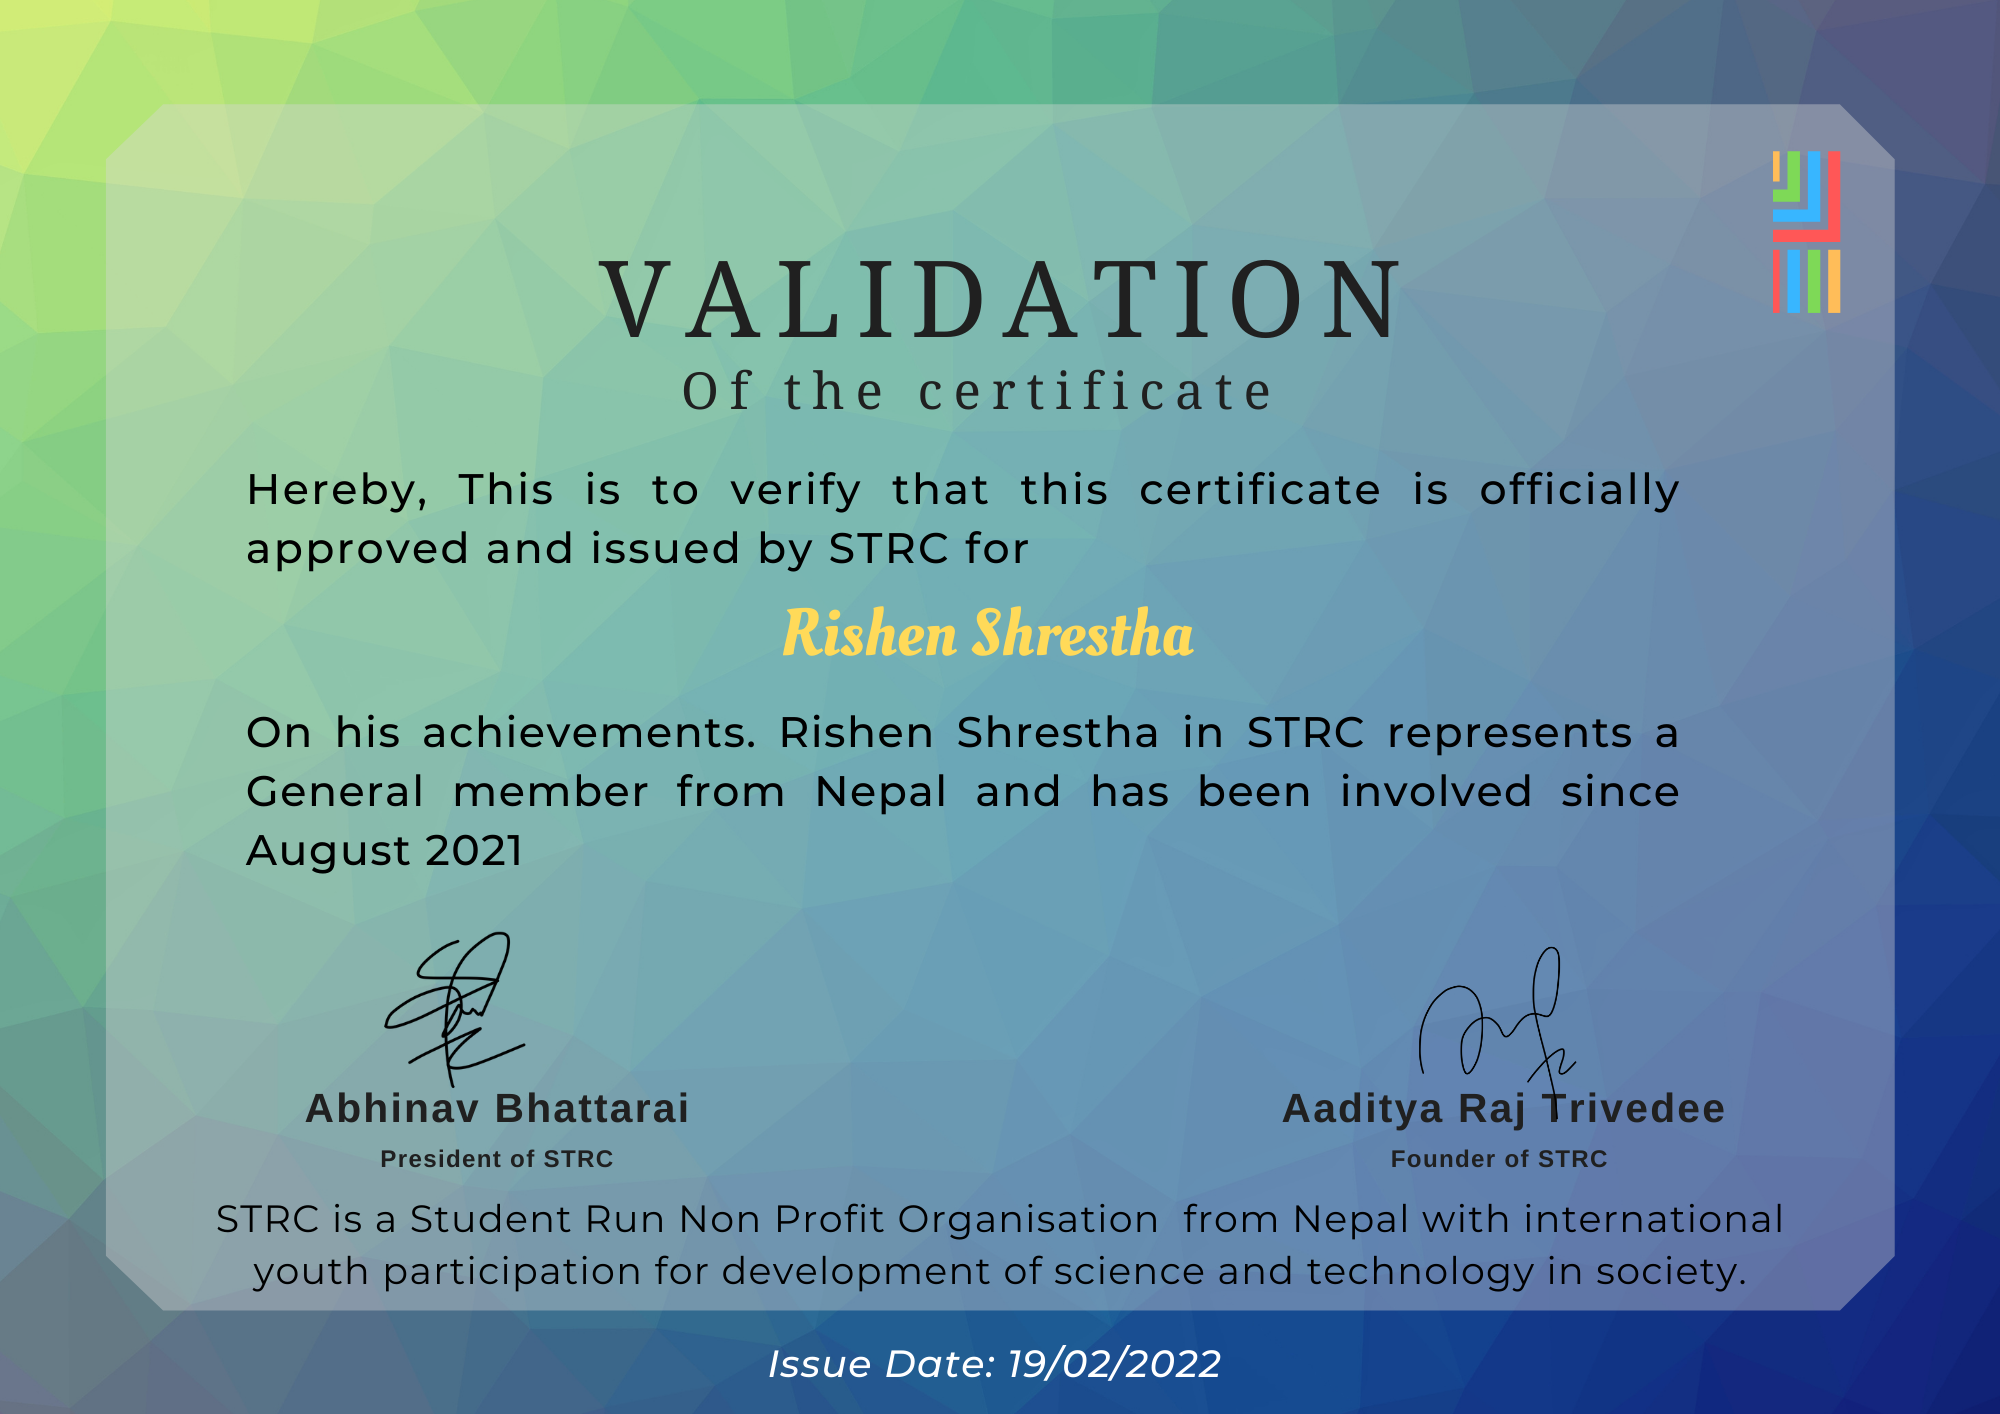 VALIDATION
Of the certificate
Hereby, This is to verify that this certificate is officially
approved and issued by STRC for
Rishen Shrestha
On his achievements. Rishen Shrestha in STRC represents a
General member from Nepal and has been involved since
August 2021
Abhinav Bhattarai
President of STRC
Aaditya Raj Trivedee
Founder of STRC
STRC is a Student Run Non Profit Organisation from Nepal with international
youth participation for development of science and technology in society.
Issue Date: 19/02/2022